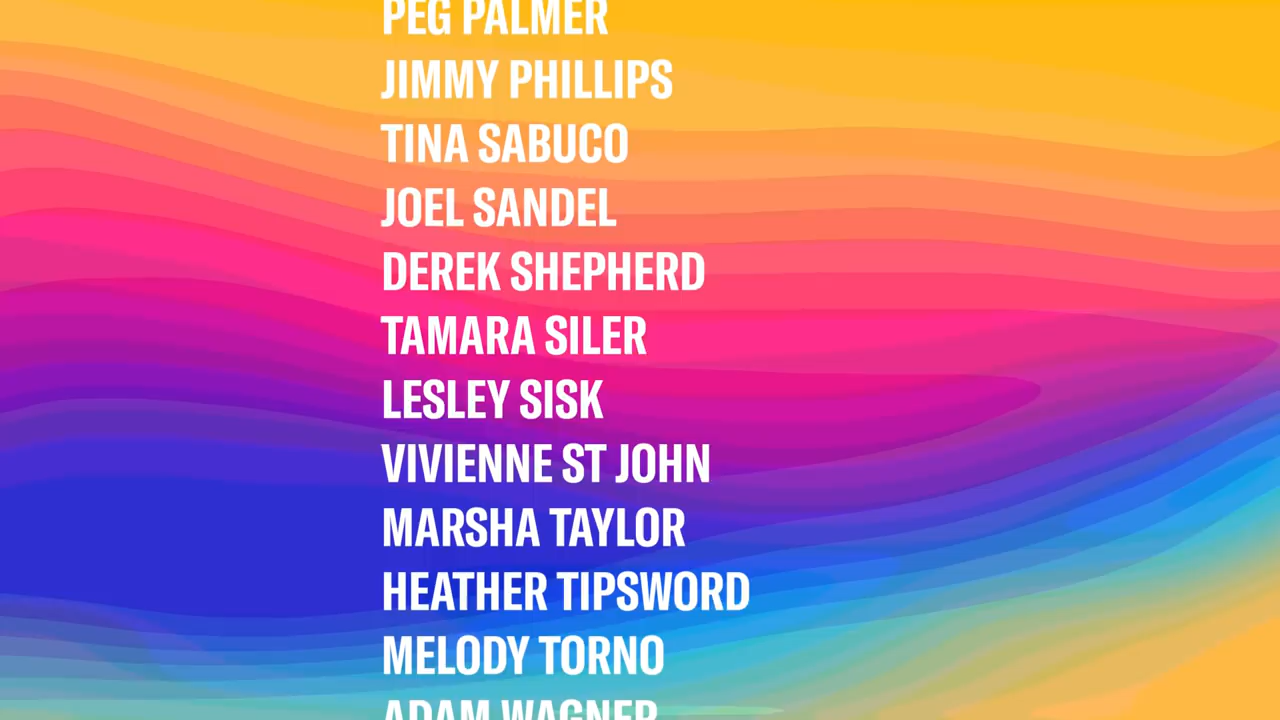 PEG PALMER
JIMMY PHILLIPS
TINA SABUCO
JOEL SANDEL
DEREK SHEPHERD
TAMARA SILER
LESLEY SISK
VIVIENNE ST JOHN
MARSHA TAYLOR
HEATHER TIPSWORD
MELODY TORNO
ADAM WAGNER